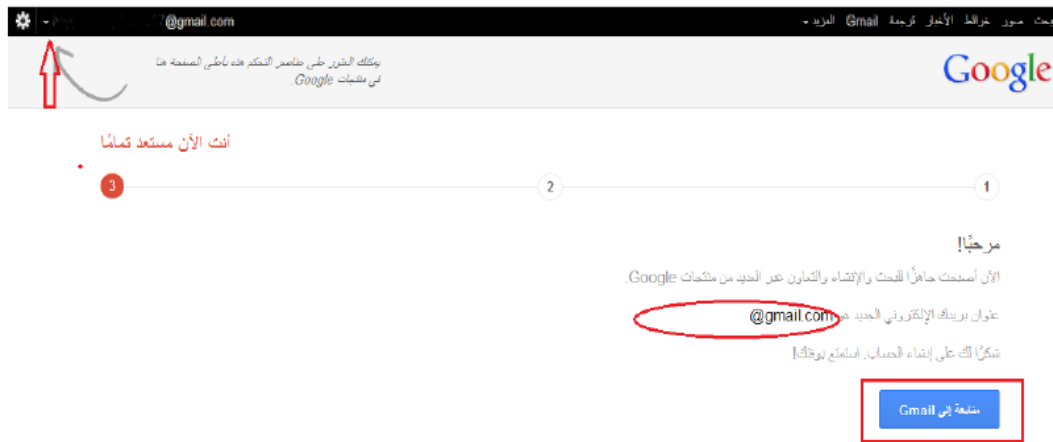 بحث صور خرائط الأخبار ترجمة Gmail المزيد
@gmail.com
Google
يمكنك العثور على عناصر التحكم هذه بأعلى الصفحة هنا
في منتجات Google.
أنت الآن مستعد تمامًا
1
2
3
مرحبًا!
الآن أصبحت جاهزًا للبحث والإنشاء والتعاون عبر العديد من منتجات Google.
عنوان بريدك الإلكتروني الجديد هو @gmail.com
شكرًا لك على إنشاء الحساب. استمتع بوقتك!
متابعة إلى Gmail